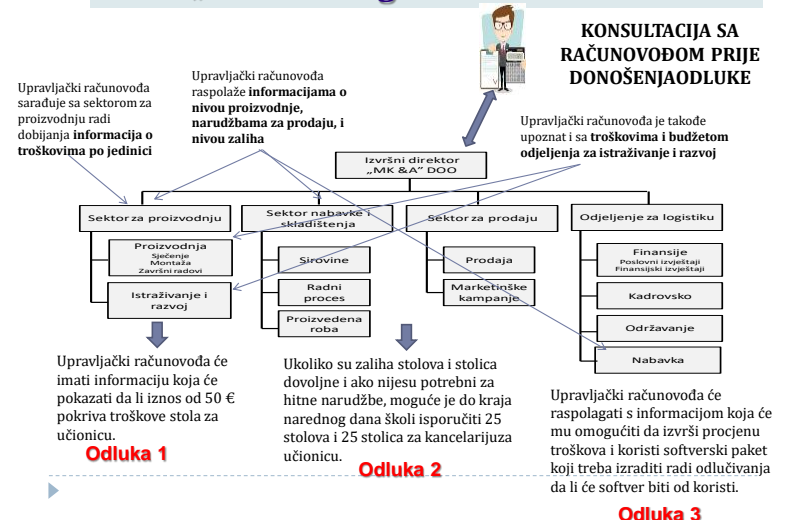 KONSULTACIJA SA
RAČUNOVOĐOM PRIJE
DONOŠENJAODLUKE
Upravljački računovođa
sarađuje sa sektorom za
proizvodnju radi
dobijanja informacija o
troškovima po jedinici
Upravljački računovođa
raspolaže informacijama o
nivou proizvodnje,
narudžbama za prodaju, i
nivou zaliha
Upravljački računovođa je takođe
upoznat i sa troškovima i budžetom
odjeljenja za istraživanje i razvoj
Izvršni direktor
„MK &A" DOO
Sektor za proizvodnju
Sektor nabavke i
skladištenja
Sektor za prodaju
Odjeljenje za logistiku
Proizvodnja
Sječenje
Montaža
Završni radovi
Istraživanje i
razvoj
Sirovine
Radni
proces
Proizvedena
roba
Prodaja
Marketinške
kampanje
Finansije
Poslovni izvještaji
Finansijski izvještaji
Kadrovsko
Održavanje
Nabavka
Upravljački računovođa će
imati informaciju koja će
pokazati da li iznos od 50 €
pokriva troškove stola za
učionicu.
Odluka 1
Ukoliko su zaliha stolova i stolica
dovoljne i ako nijesu potrebni za
hitne narudžbe, moguće je do kraja
narednog dana školi isporučiti 25
stolova i 25 stolica za kancelarijuza
učionicu.
Odluka 2
Upravljački računovođa će
raspolagati s informacijom koja će
mu omogućiti da izvrši procjenu
troškova i koristi softverski paket
koji treba izraditi radi odlučivanja
da li će softver biti od koristi.
Odluka 3